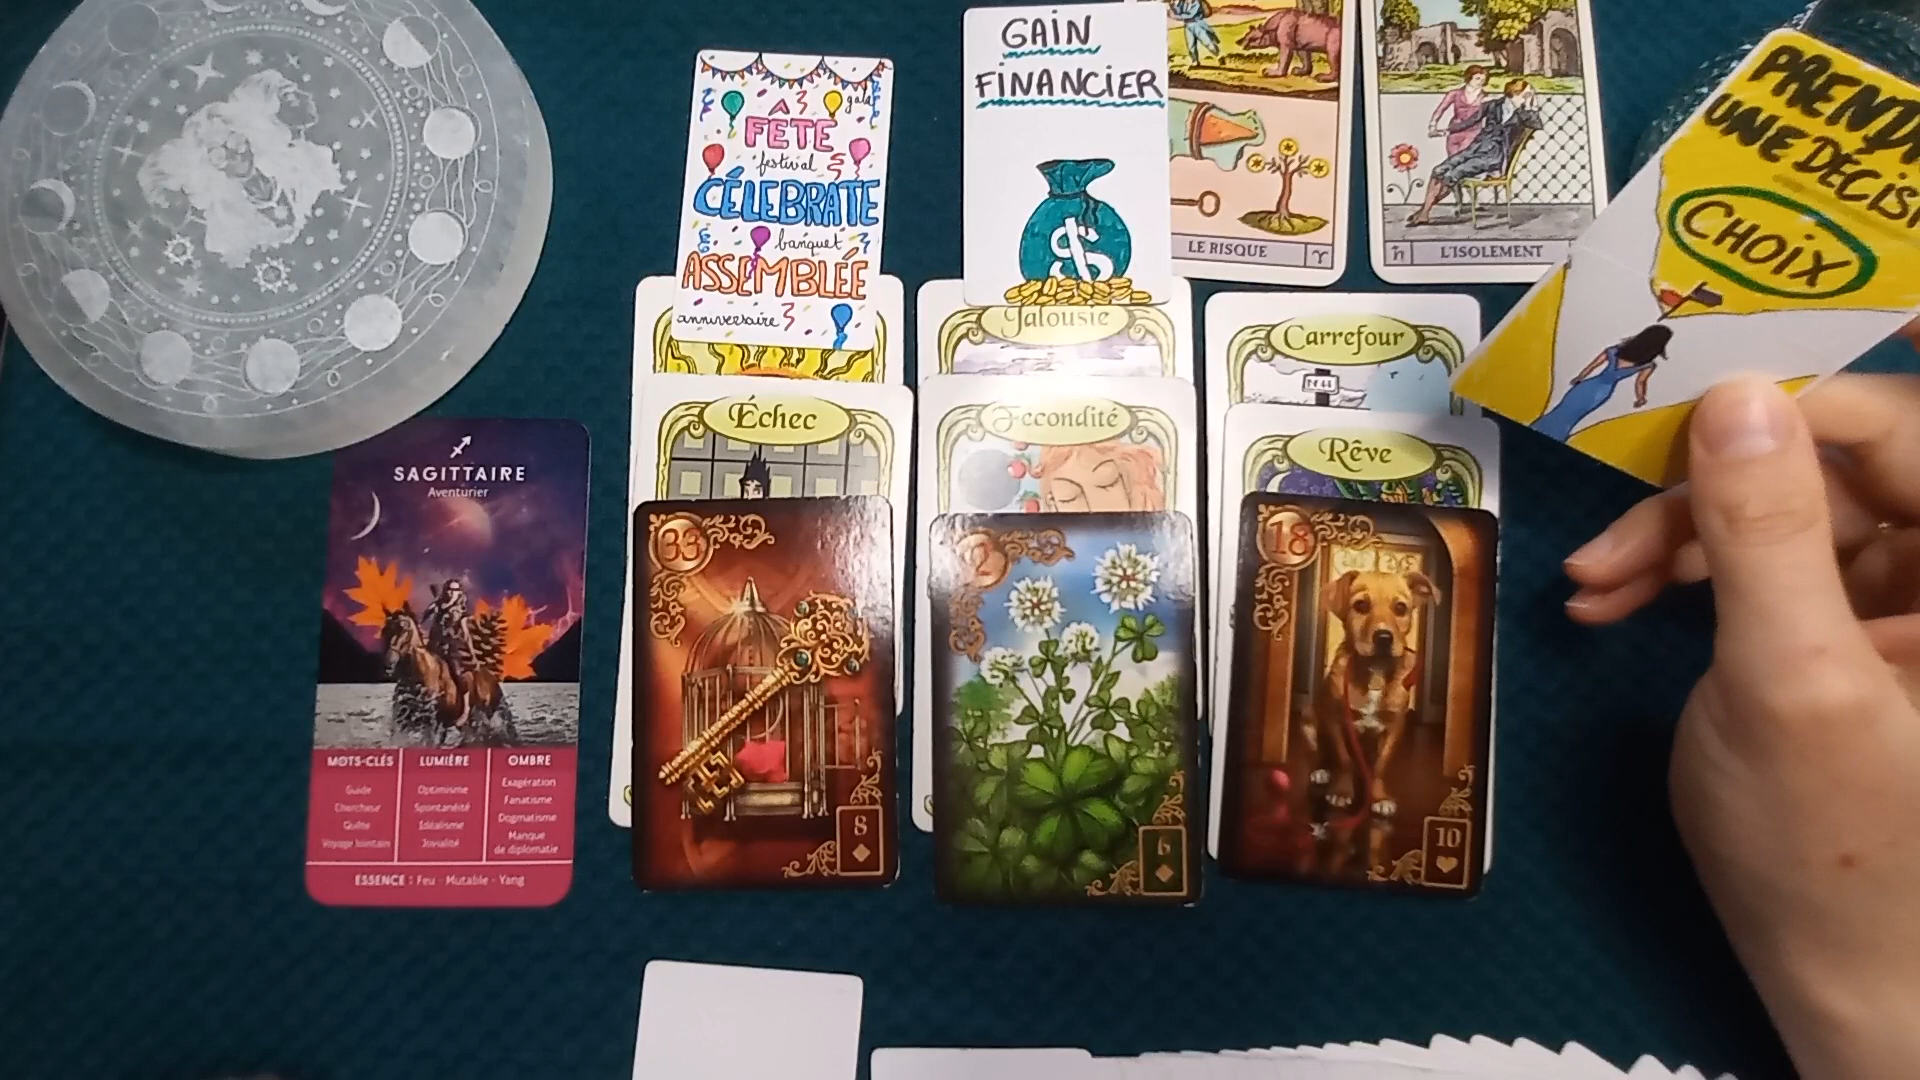 GAIN
FINANCIER
À
gala
FÊTE
festival
CÉLEBRATE
banquet
ASSEMBLÉE
anniversaire
LE RISQUE
L'ISOLEMENT
UNE
CHOIX
Jalousie
Carrefour
Échec
Fecondité
Rêve
SAGITTAIRE
Aventurier
MOTS-CLÉS
Guide
Chercheur
Quête
Voyage lointain
LUMIÈRE
Optimisme
Spontanéité
Idéalisme
Jovialité
OMBRE
Exagération
Fanatisme
Dogmatisme
Manque
de diplomatie
ESSENCE : Feu - Mutable - Yang
33
8
2
6
18
10